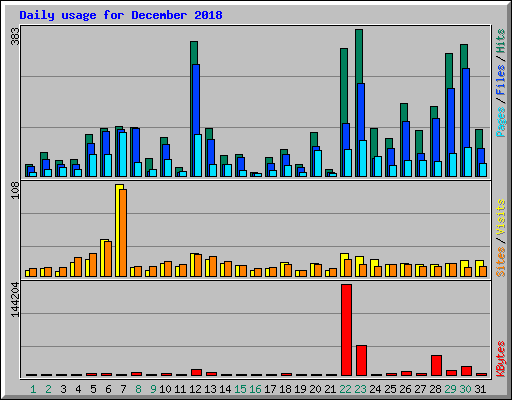 Daily usage for December 2018
383
Pages / Files / Hits
108
Sites / Visits
144204
KBytes
1 2 3 4 5 6 7 8 9 10 11 12 13 14 15 16 17 18 19 20 21 22 23 24 25 26 27 28 29 30 31